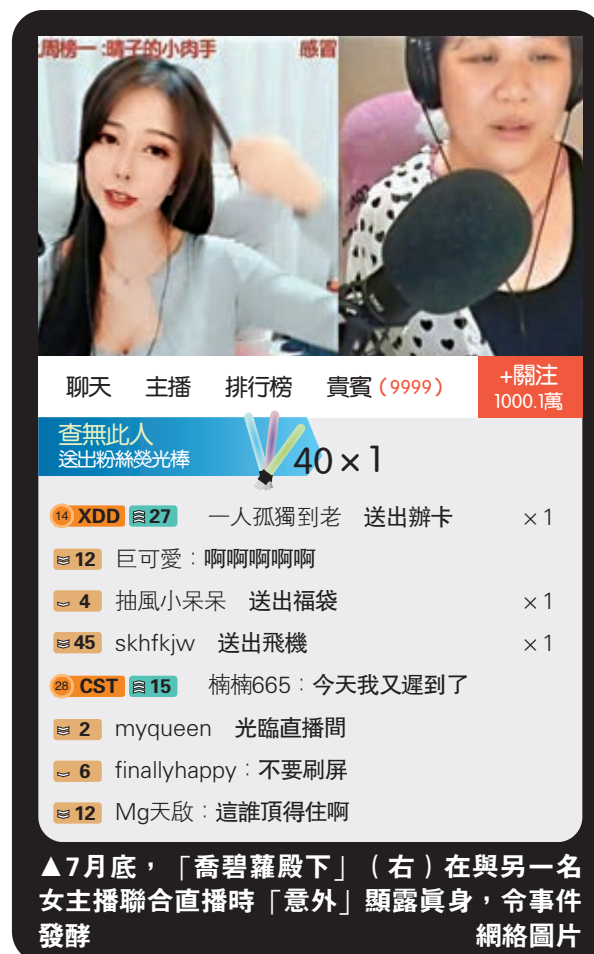 周榜一 :晴子的小肉手
感冒
聊天 主播 排行榜 貴賓(9999) +關注
1000.1萬
查無此人
送出粉絲熒光棒
40×1
14 XDD 27 一人孤獨到老 送出辦卡 ×1
12 巨可愛：啊啊啊啊啊
4 抽風小呆呆 送出福袋 ×1
45 skhfkjw 送出飛機 ×1
28 CST 15 楠楠665：今天我又遲到了
2 myqueen 光臨直播間
6 finallyhappy：不要刷屏
12 Mg天啟：這誰頂得住啊
▲7月底，「喬碧蘿殿下」（右）在與另一名
女主播聯合直播時「意外」顯露真身，令事件
發酵 網絡圖片